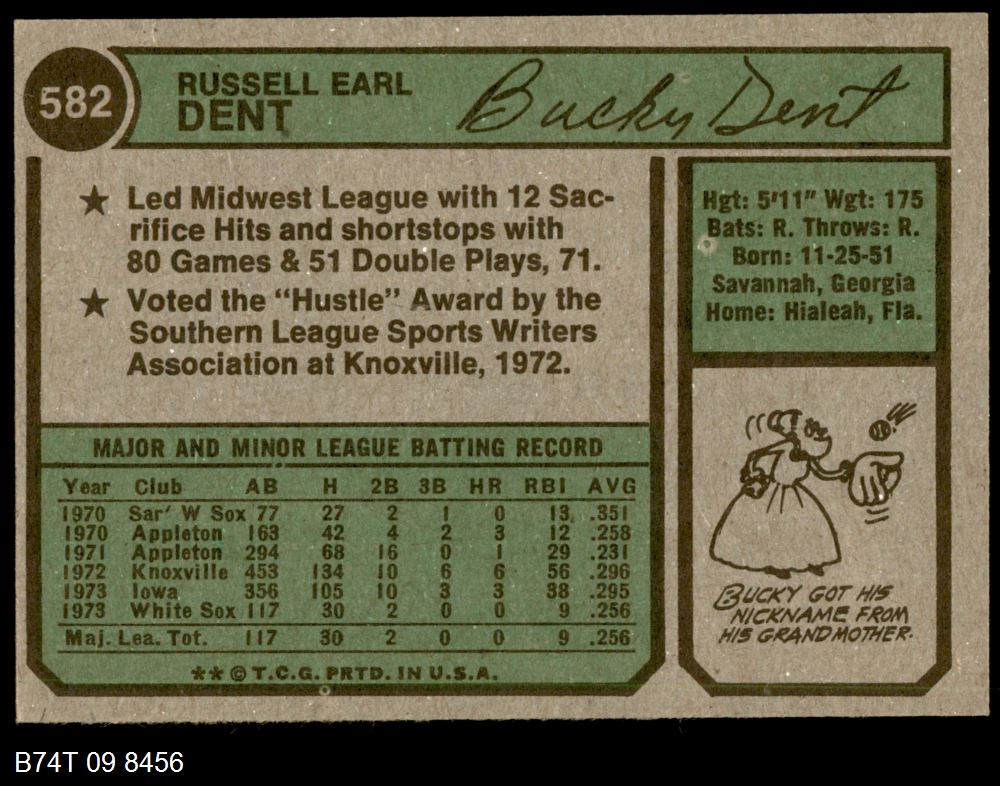 582
RUSSELL EARL
DENT
Bucky Dent
★ Led Midwest League with 12 Sac-
rifice Hits and shortstops with
80 Games & 51 Double Plays, 71.
★ Voted the "Hustle" Award by the
Southern League Sports Writers
Association at Knoxville, 1972.
Hgt: 5'11" Wgt: 175
Bats: R. Throws: R.
Born: 11-25-51
Savannah, Georgia
Home: Hialeah, Fla.
MAJOR AND MINOR LEAGUE BATTING RECORD
Year Club AB H 2B 3B HR RBI AVG
1970 Sar' W Sox 77 27 2 1 0 13 .351
1970 Appleton 163 42 4 2 3 12 .258
1971 Appleton 294 68 16 0 1 29 .231
1972 Knoxville 453 134 10 6 6 56 .296
1973 Iowa 356 105 10 3 3 38 .295
1973 White Sox 117 30 2 0 0 9 .256
Maj. Lea. Tot. 117 30 2 0 0 9 .256
**©T.C.G. PRTD. IN U.S.A.
BUCKY GOT HIS
NICKNAME FROM
HIS GRANDMOTHER.
B74T 09 8456